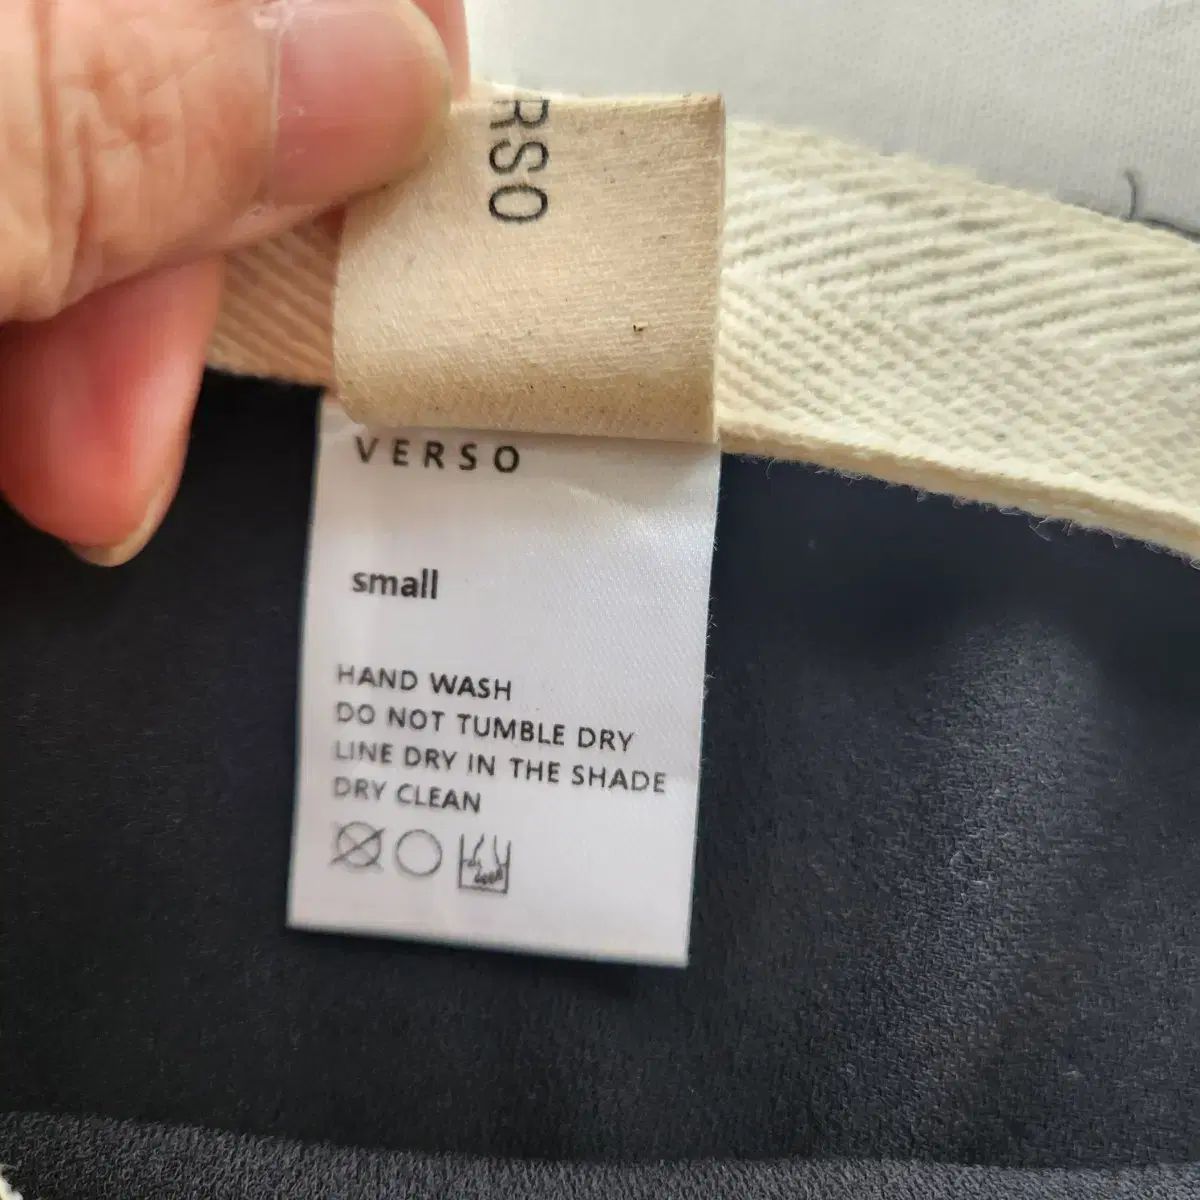 RSO
VERSO
small
HAND WASH
DO NOT TUMBLE DRY
LINE DRY IN THE SHADE
DRY CLEAN